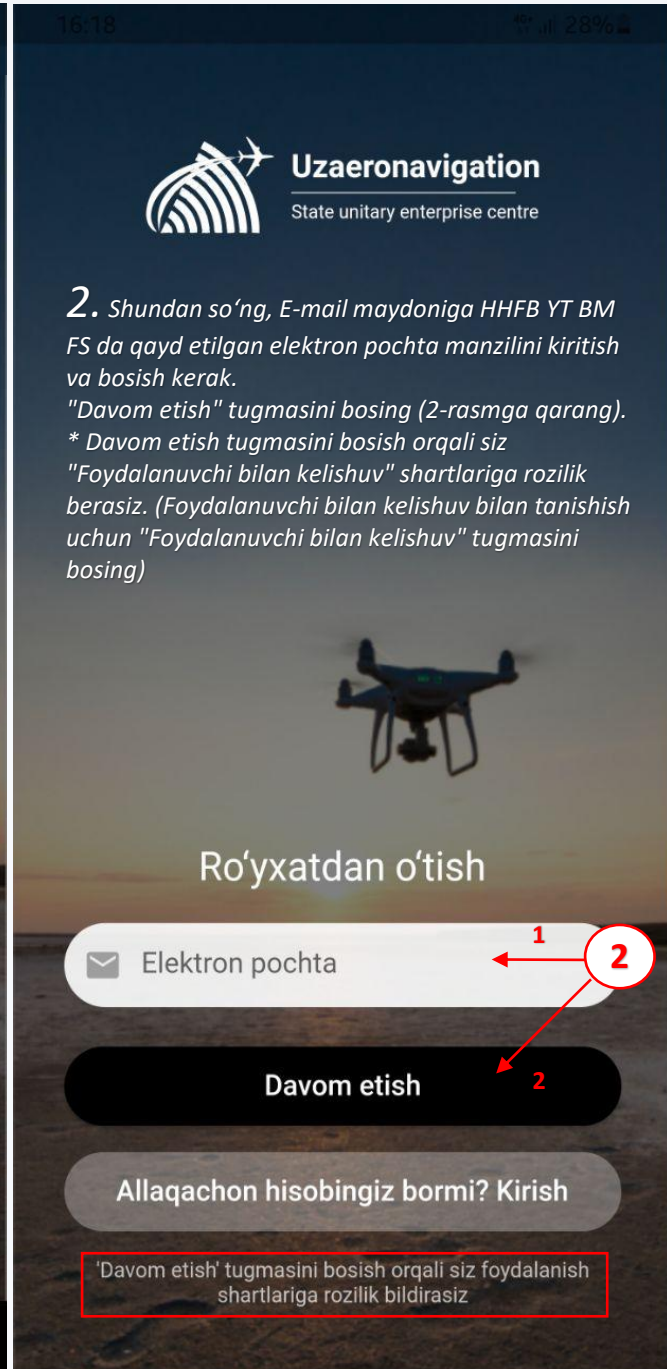 16:18
28%
Uzaeronavigation
State unitary enterprise centre
2. Shundan so‘ng, E-mail maydoniga HHFB YT BM
FS da qayd etilgan elektron pochta manzilini kiritish
va bosish kerak.
"Davom etish" tugmasini bosing (2-rasmga qarang).
* Davom etish tugmasini bosish orqali siz
"Foydalanuvchi bilan kelishuv" shartlariga rozilik
berasiz. (Foydalanuvchi bilan kelishuv bilan tanishish
uchun "Foydalanuvchi bilan kelishuv" tugmasini
bosing)
Ro‘yxatdan o‘tish
1
Elektron pochta
2
Davom etish
2
Allaqachon hisobingiz bormi? Kirish
'Davom etish' tugmasini bosish orqali siz foydalanish
shartlariga rozilik bildirasiz